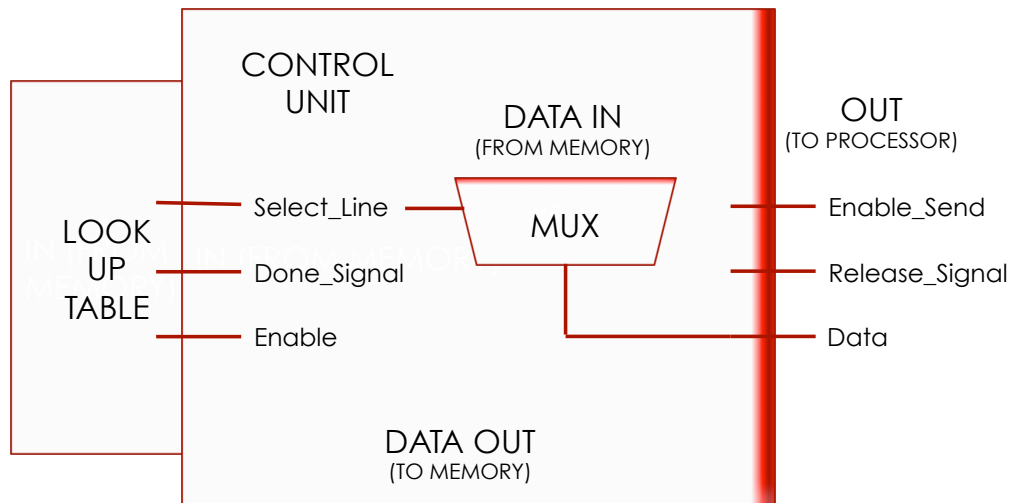 CONTROL
UNIT
DATA IN
(FROM MEMORY)
OUT
(TO PROCESSOR)
LOOK
UP
TABLE
Select_Line
Done_Signal
Enable
MUX
Enable_Send
Release_Signal
Data
DATA OUT
(TO MEMORY)